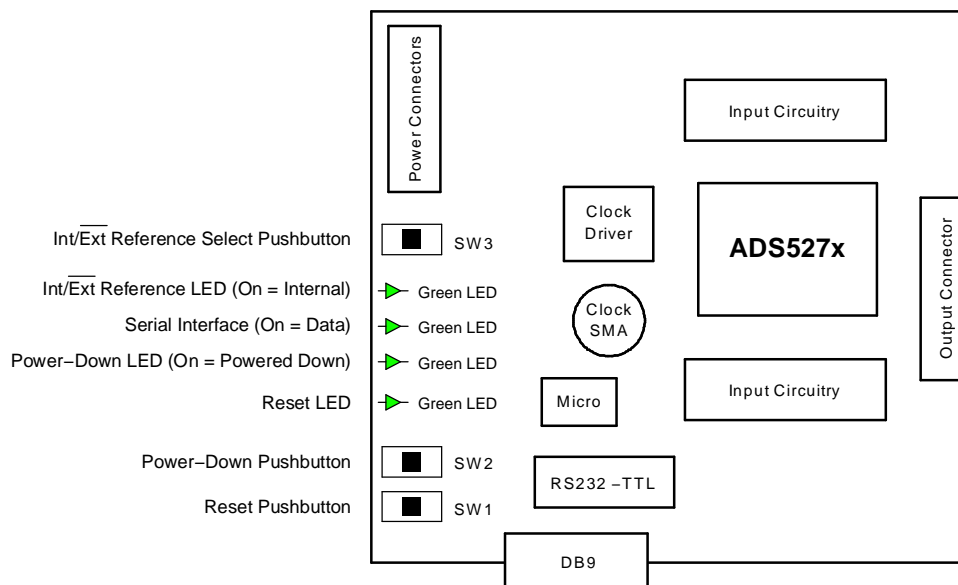 Power Connectors
Input Circuitry
Clock
Driver
ADS527x
Output Connector
Int/Ext Reference Select Pushbutton
SW3
Int/Ext Reference LED (On = Internal)
Green LED
Serial Interface (On = Data)
Green LED
Clock
SMA
Power−Down LED (On = Powered Down)
Green LED
Reset LED
Green LED
Micro
Input Circuitry
Power−Down Pushbutton
SW2
RS232 −TTL
Reset Pushbutton
SW1
DB9